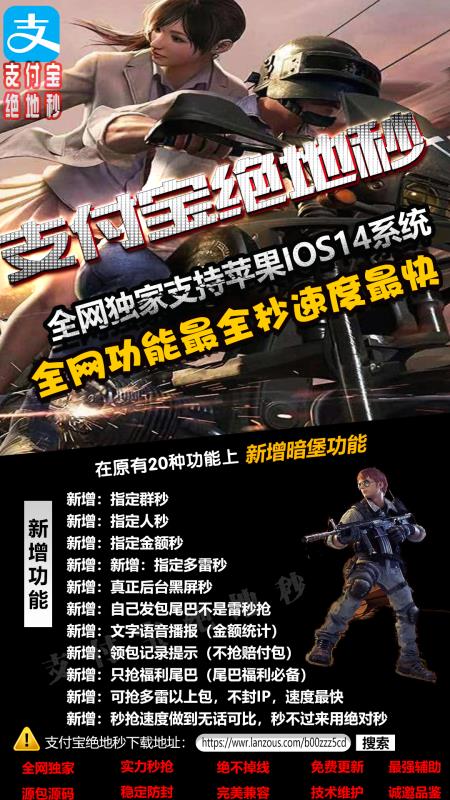 支
支付宝
绝地秒
支付宝绝地秒
全网独家支持苹果IOS14系统
全网功能最全秒速度最快
在原有20种功能上 新增暗堡功能
新增功能
新增：指定群秒
新增：指定人秒
新增：指定金额秒
新增：新增：指定多雷秒
新增：真正后台黑屏秒
新增：自己发包尾巴不是雷秒抢
新增：文字语音播报（金额统计）
新增：领包记录提示（不抢赔付包）
新增：只抢福利尾巴（尾巴福利必备）
新增：可抢多雷以上包，不封IP，速度最快
新增：秒抢速度做到无话可比，秒不过来用绝对秒
支付宝绝地秒
支付宝绝地秒下载地址： https://wwr.lanzous.com/b00zzz5cd 搜索
全网独家 实力秒抢 绝不掉线 免费更新 最强辅助
源包源码 稳定防封 完美兼容 技术维护 诚邀品鉴